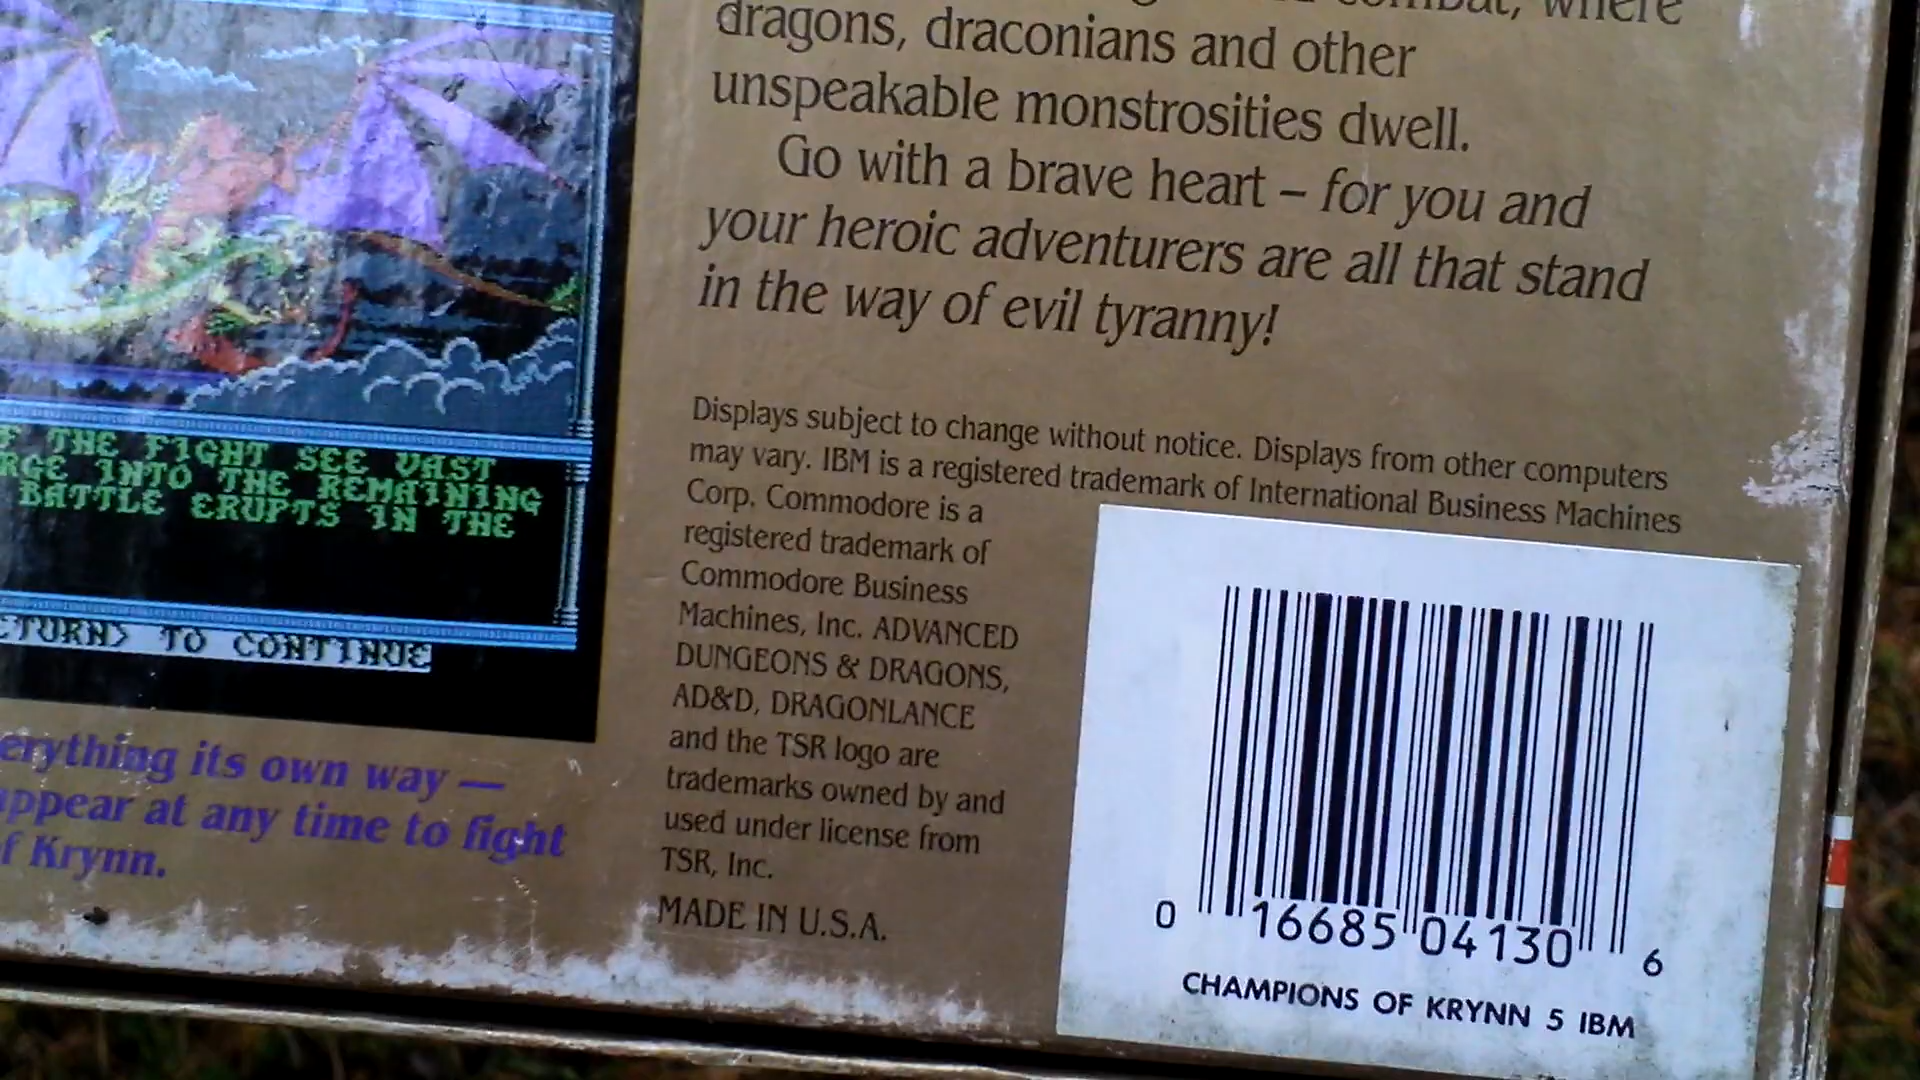 where
dragons, draconians and other
unspeakable monstrosities dwell.
Go with a brave heart – for you and
your heroic adventurers are all that stand
in the way of evil tyranny!
Displays subject to change without notice. Displays from other computers
may vary. IBM is a registered trademark of International Business Machines
Corp. Commodore is a
registered trademark of
Commodore Business
Machines, Inc. ADVANCED
DUNGEONS & DRAGONS,
AD&D, DRAGONLANCE
and the TSR logo are
trademarks owned by and
used under license from
TSR, Inc.
MADE IN U.S.A.
THE FIGHT SEE VAST
INTO THE REMAINING
BATTLE ERUPTS IN THE
TO CONTINUE
its own way —
appear at any time to fight
of Krynn.
0 16685 04130 6
CHAMPIONS OF KRYNN 5 IBM